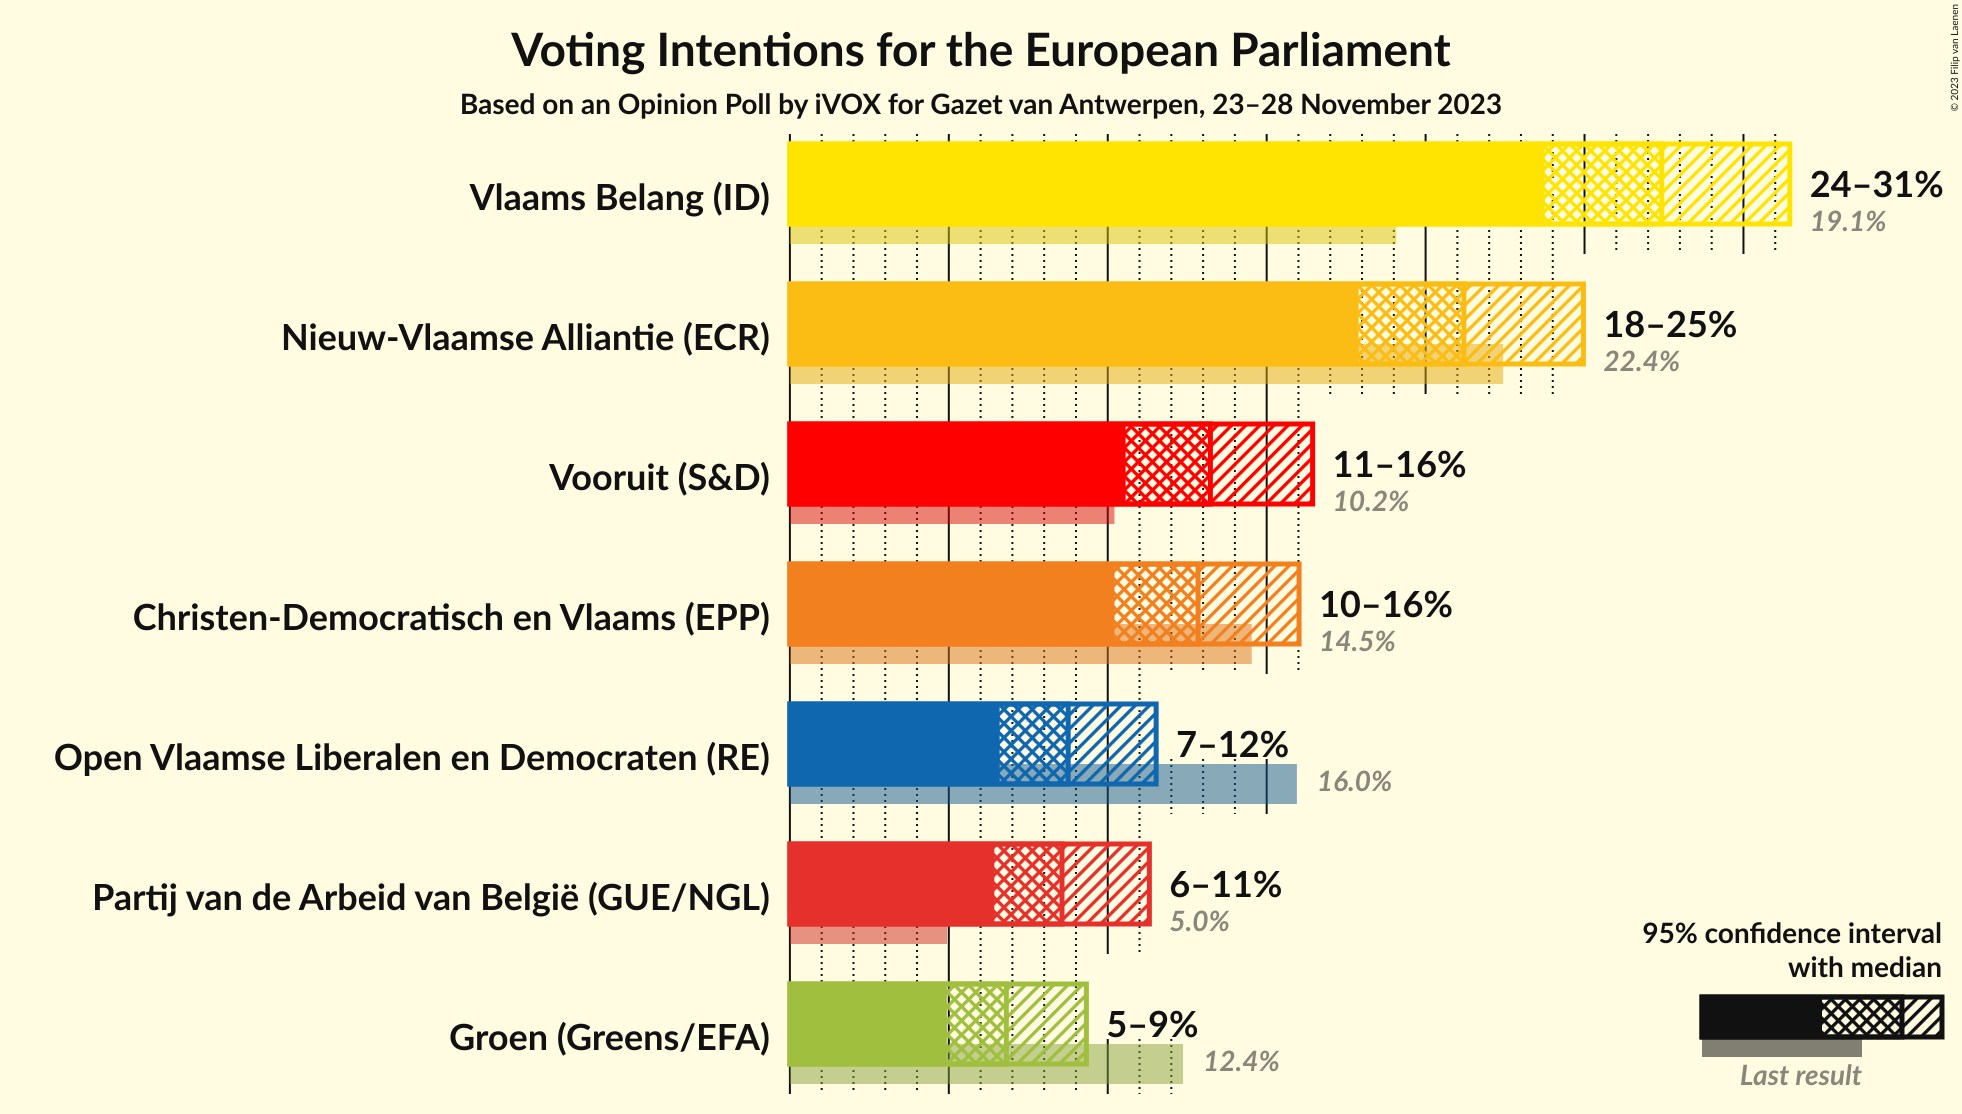 Voting Intentions for the European Parliament
Based on an Opinion Poll by iVOX for Gazet van Antwerpen, 23–28 November 2023
© 2023 Filip van Laenen
Vlaams Belang (ID)
24–31%
19.1%
Nieuw-Vlaamse Alliantie (ECR)
18–25%
22.4%
Vooruit (S&D)
11–16%
10.2%
Christen-Democratisch en Vlaams (EPP)
10–16%
14.5%
Open Vlaamse Liberalen en Democraten (RE)
7–12%
16.0%
Partij van de Arbeid van België (GUE/NGL)
6–11%
5.0%
Groen (Greens/EFA)
5–9%
12.4%
95% confidence interval
with median
Last result